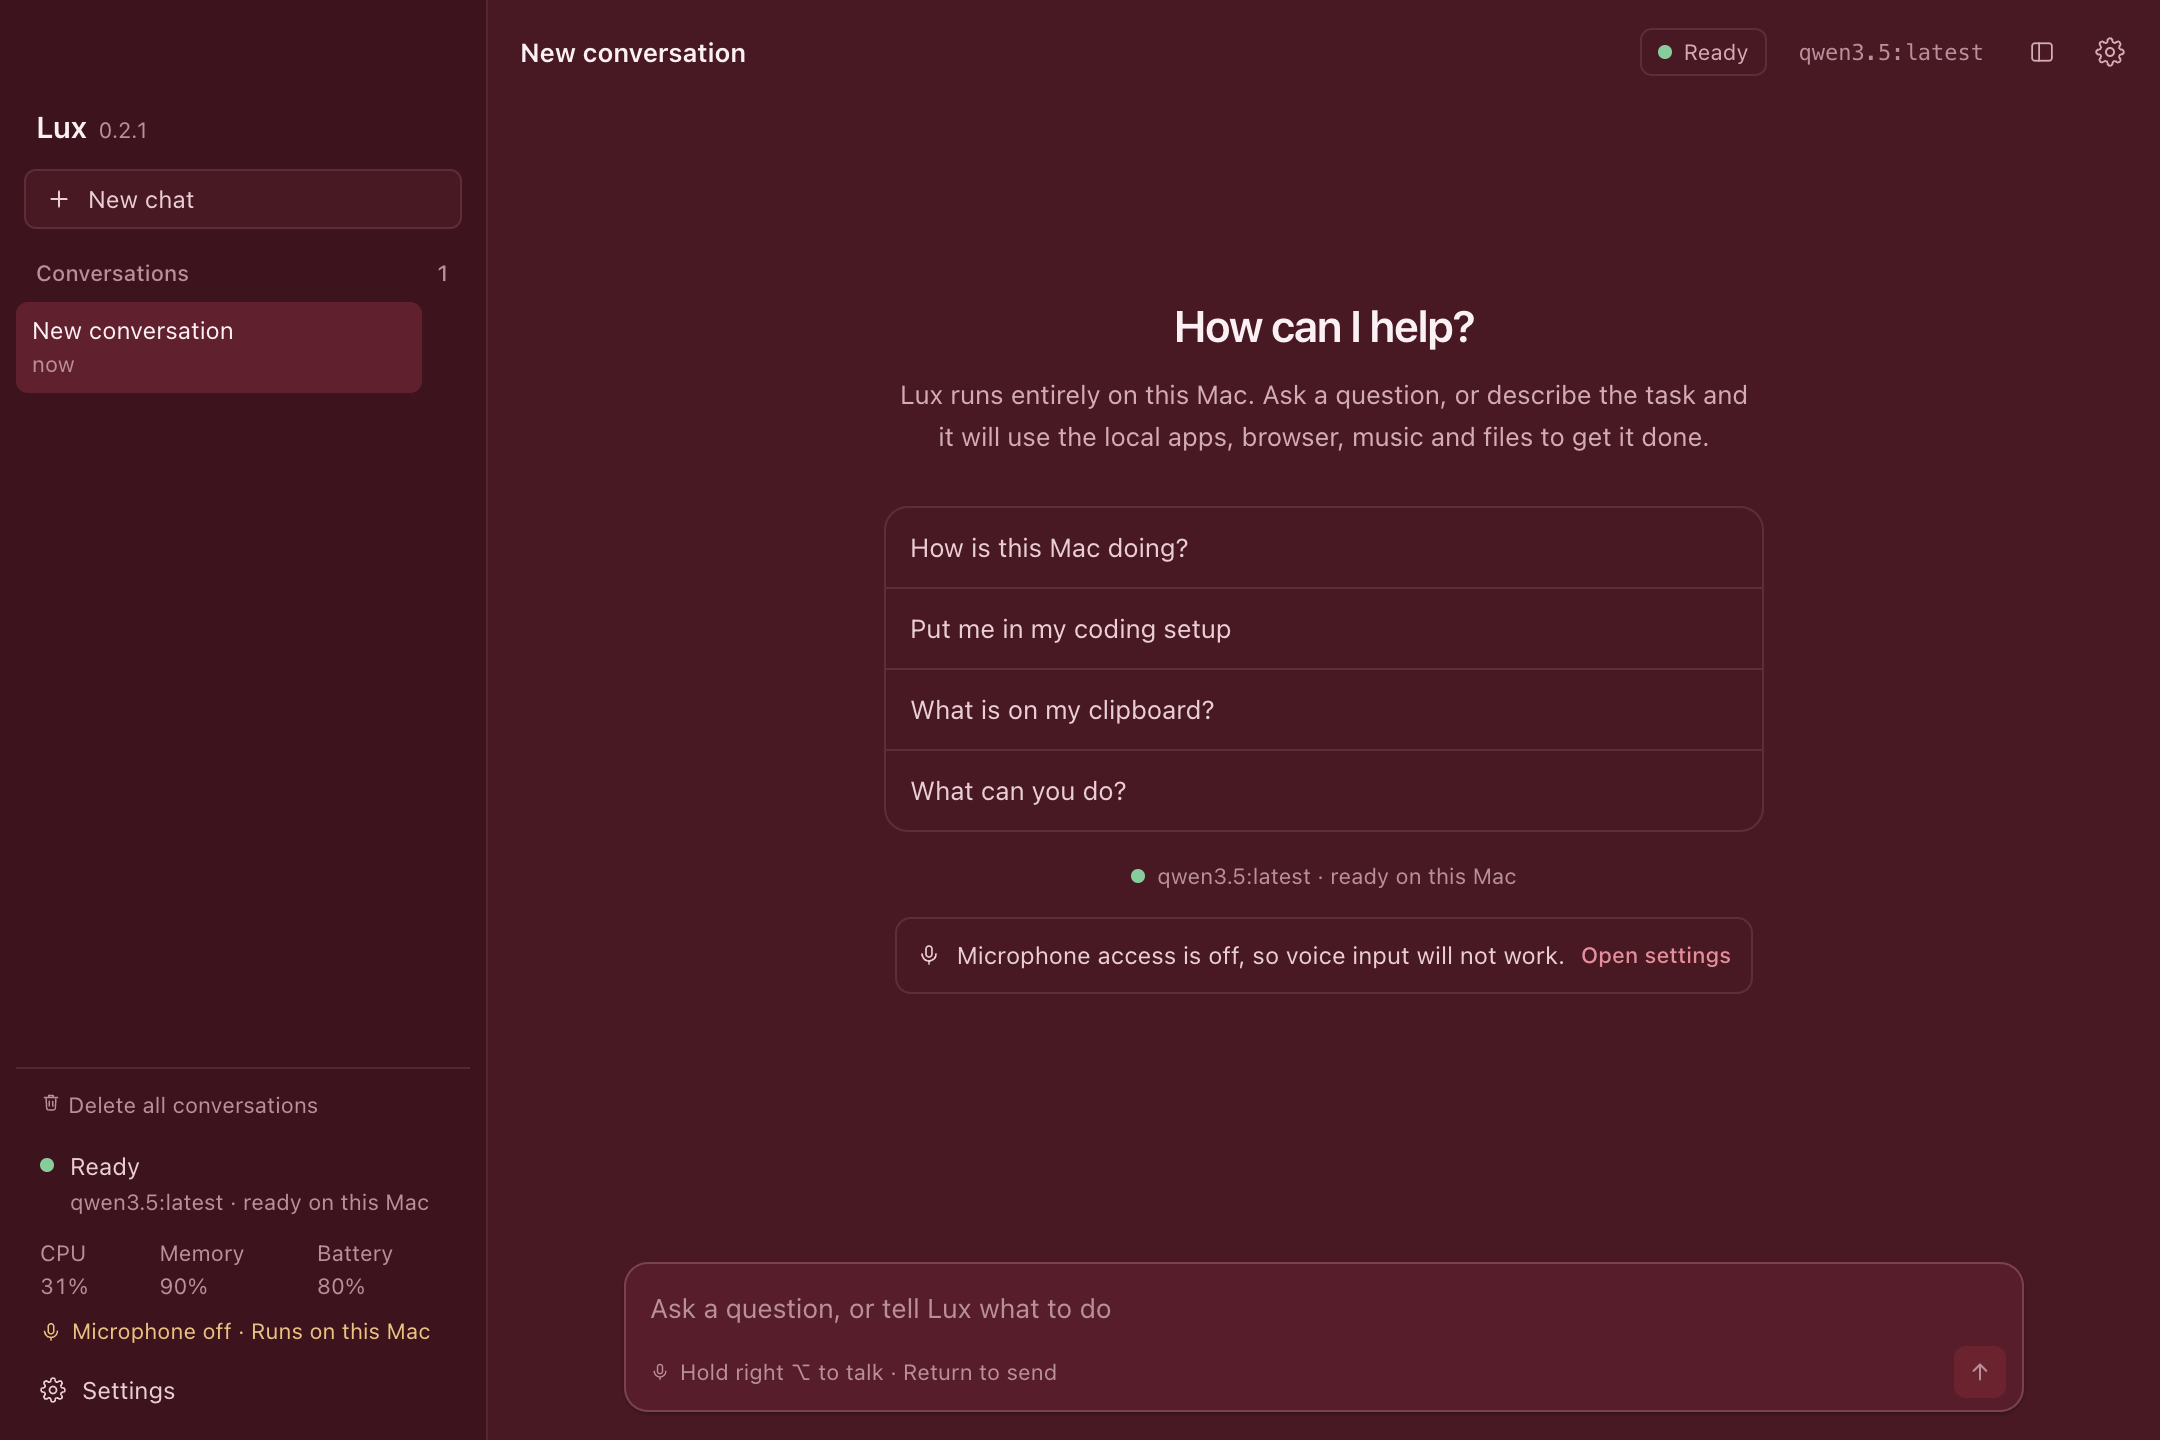 New conversation
Ready
qwen3.5:latest
Lux 0.2.1
New chat
Conversations 1
New conversation
now
How can I help?
Lux runs entirely on this Mac. Ask a question, or describe the task and
it will use the local apps, browser, music and files to get it done.
How is this Mac doing?
Put me in my coding setup
What is on my clipboard?
What can you do?
qwen3.5:latest · ready on this Mac
Microphone access is off, so voice input will not work. Open settings
Delete all conversations
Ready
qwen3.5:latest · ready on this Mac
CPU Memory Battery
31% 90% 80%
Microphone off · Runs on this Mac
Settings
Ask a question, or tell Lux what to do
Hold right ⌥ to talk · Return to send